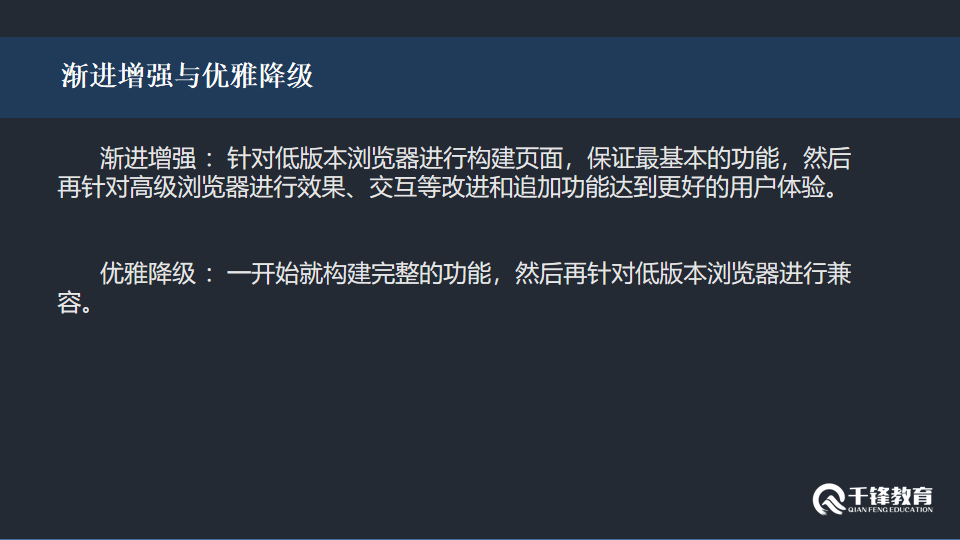 渐进增强与优雅降级
渐进增强 ：针对低版本浏览器进行构建页面，保证最基本的功能，然后
再针对高级浏览器进行效果、交互等改进和追加功能达到更好的用户体验。
优雅降级 ：一开始就构建完整的功能，然后再针对低版本浏览器进行兼
容。
千锋教育
QIAN FENG EDUCATION